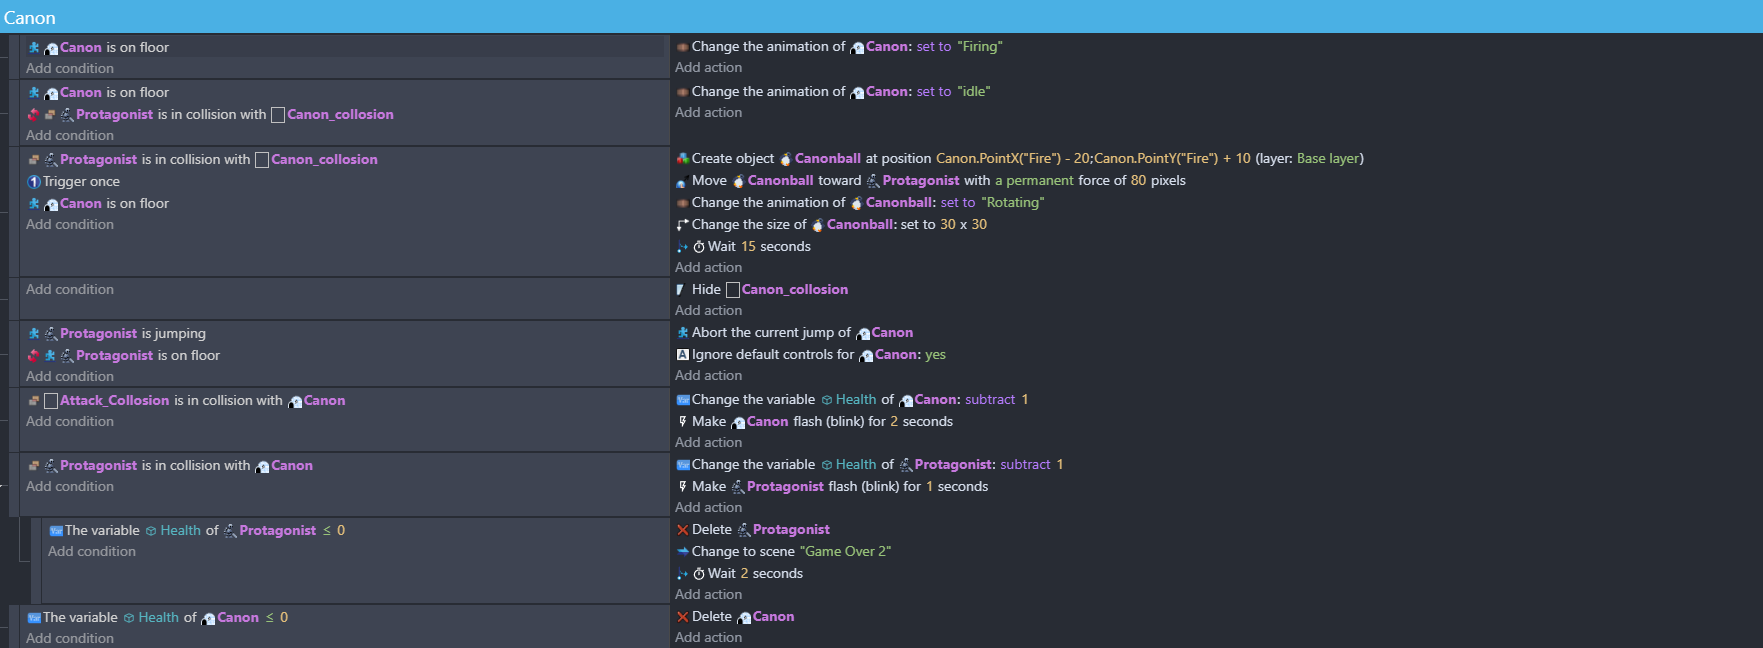 Canon
Canon is on floor
Change the animation of Canon: set to "Firing"
Add condition
Add action
Canon is on floor
Change the animation of Canon: set to "idle"
Protagonist is in collision with Canon_collosion
Add action
Add condition
Protagonist is in collision with Canon_collosion
Create object Canonball at position Canon.PointX("Fire") - 20;Canon.PointY("Fire") + 10 (layer: Base layer)
Trigger once
Move Canonball toward Protagonist with a permanent force of 80 pixels
Canon is on floor
Change the animation of Canonball: set to "Rotating"
Add condition
Change the size of Canonball: set to 30 x 30
Wait 15 seconds
Add action
Add condition
Hide Canon_collosion
Add action
Protagonist is jumping
Abort the current jump of Canon
Protagonist is on floor
Ignore default controls for Canon: yes
Add condition
Add action
Attack_Collosion is in collision with Canon
Change the variable Health of Canon: subtract 1
Add condition
Make Canon flash (blink) for 2 seconds
Add action
Protagonist is in collision with Canon
Change the variable Health of Protagonist: subtract 1
Add condition
Make Protagonist flash (blink) for 1 seconds
Add action
The variable Health of Protagonist ≤ 0
Delete Protagonist
Add condition
Change to scene "Game Over 2"
Wait 2 seconds
Add action
The variable Health of Canon ≤ 0
Delete Canon
Add condition
Add action